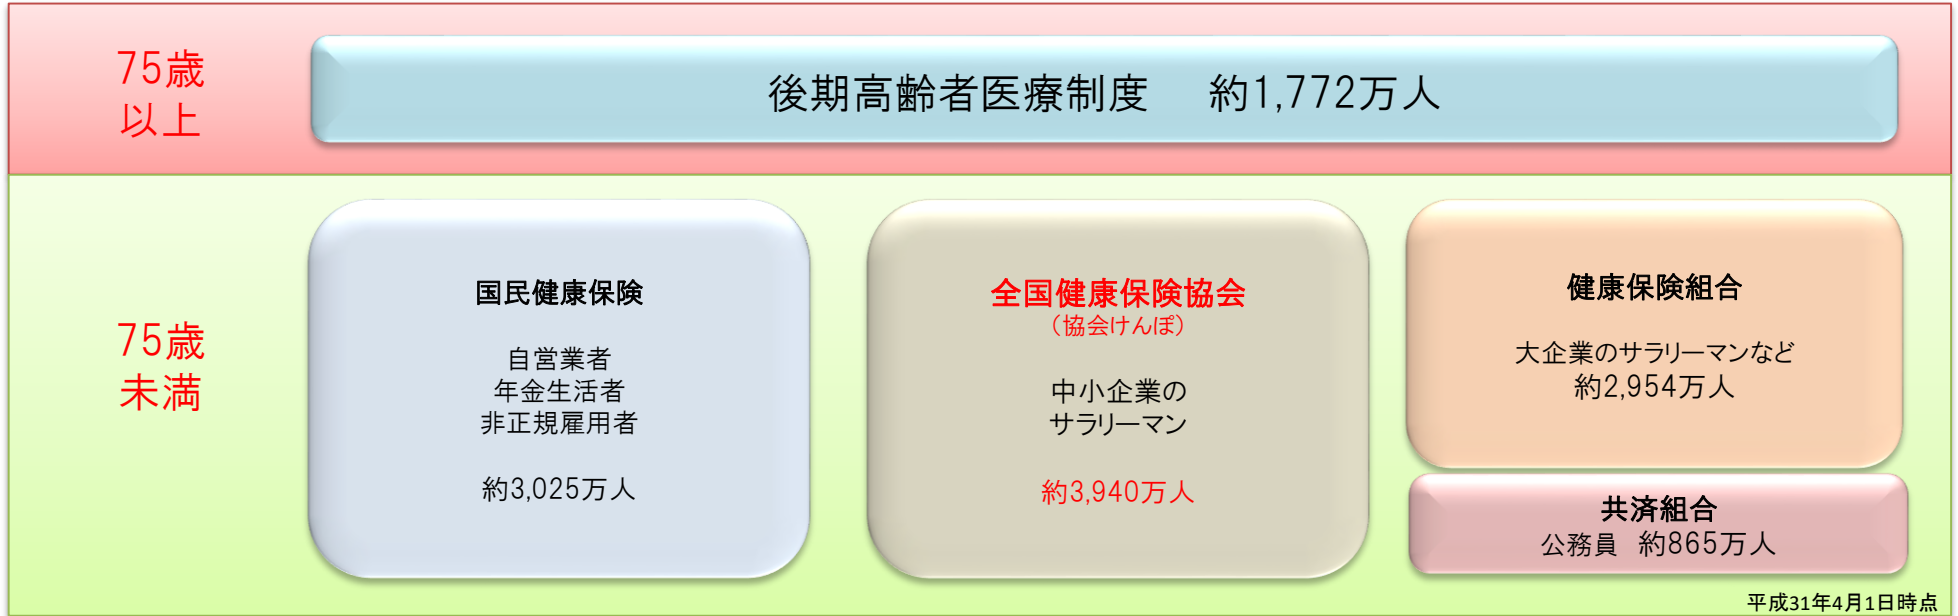 75歳
以上
後期高齢者医療制度　約1,772万人
75歳
未満
国民健康保険
自営業者
年金生活者
非正規雇用者
約3,025万人
全国健康保険協会
（協会けんぽ）
中小企業の
サラリーマン
約3,940万人
健康保険組合
大企業のサラリーマンなど
約2,954万人
共済組合
公務員　約865万人
平成31年4月1日時点